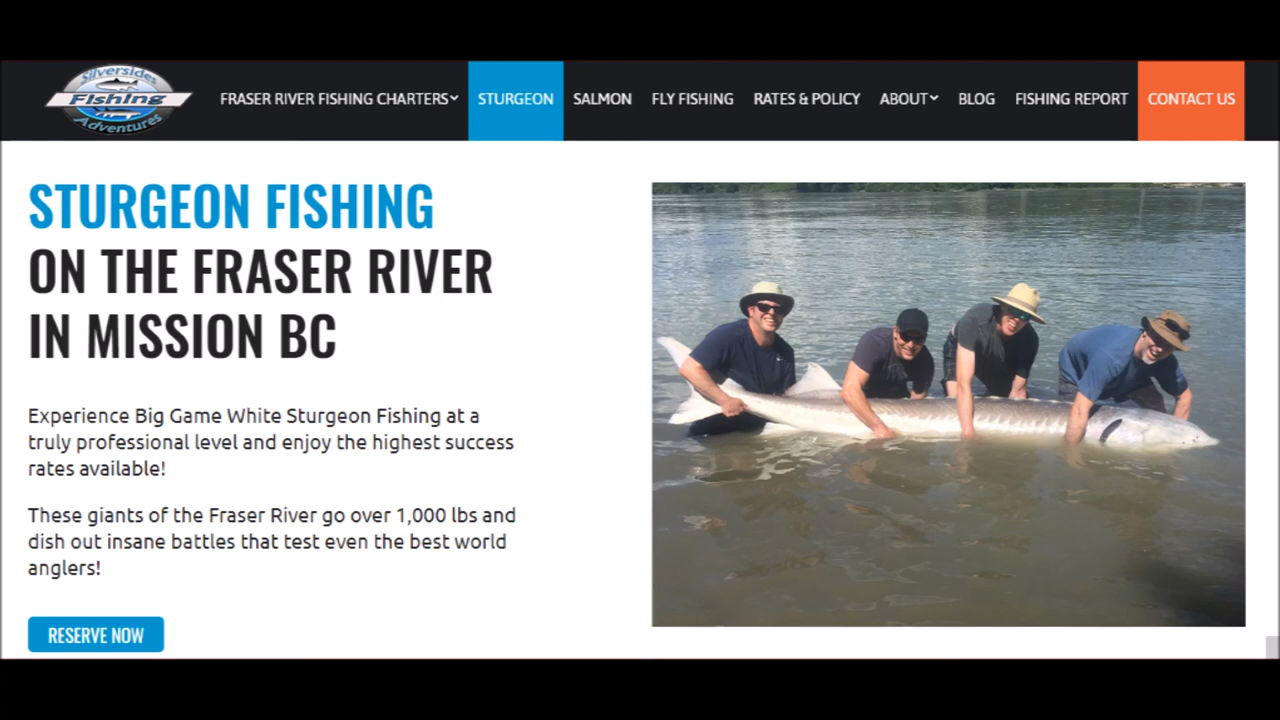 Silversides
Fishing
Adventures
FRASER RIVER FISHING CHARTERS
STURGEON
SALMON
FLY FISHING
RATES & POLICY
ABOUT
BLOG
FISHING REPORT
CONTACT US
STURGEON FISHING
ON THE FRASER RIVER
IN MISSION BC
Experience Big Game White Sturgeon Fishing at a
truly professional level and enjoy the highest success
rates available!
These giants of the Fraser River go over 1,000 lbs and
dish out insane battles that test even the best world
anglers!
RESERVE NOW